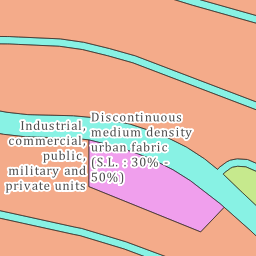 Industrial,
commercial,
public,
military and
private units
Discontinuous
medium density
urban fabric
(S.L. : 30% -
50%)